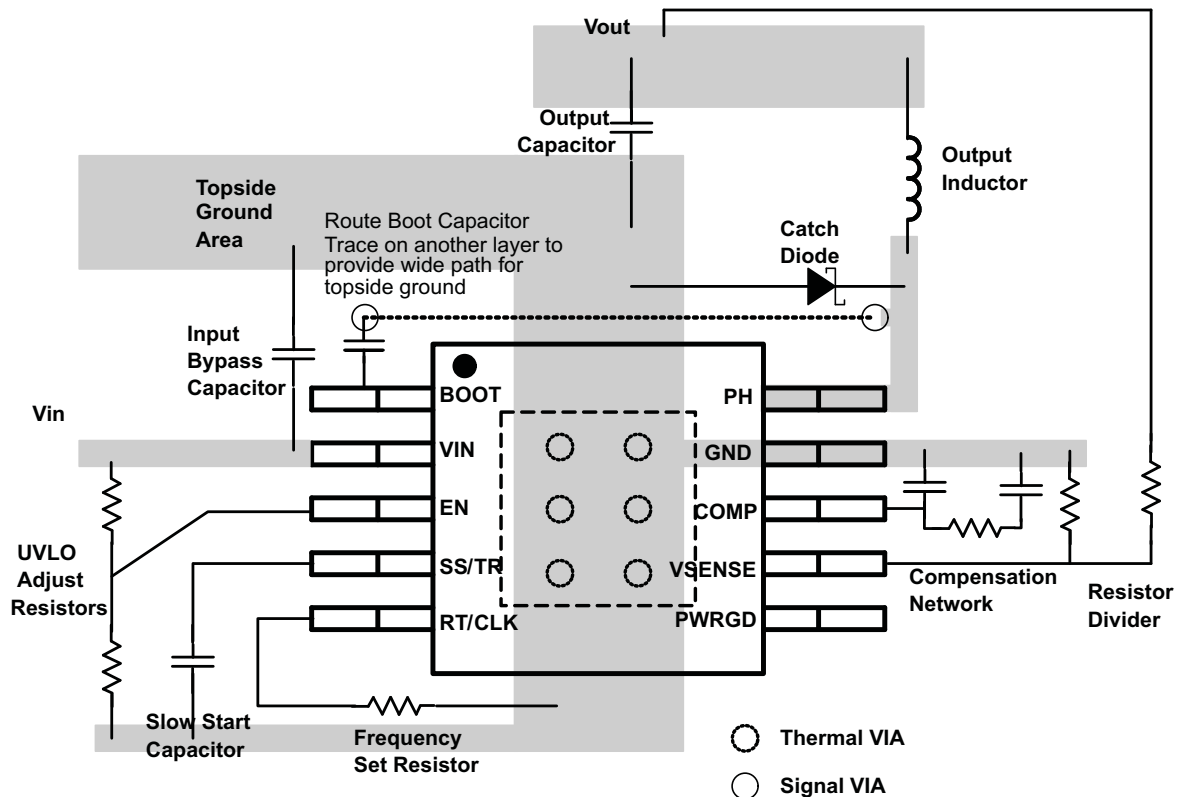 Vout
Output
Capacitor
Output
Inductor
Topside
Ground
Area
Route Boot Capacitor
Trace on another layer to
provide wide path for
topside ground
Catch
Diode
Input
Bypass
Capacitor
Vin
BOOT
VIN
EN
SS/TR
RT/CLK
PH
GND
COMP
VSENSE
PWRGD
UVLO
Adjust
Resistors
Compensation
Network
Resistor
Divider
Slow Start
Capacitor
Frequency
Set Resistor
Thermal VIA
Signal VIA